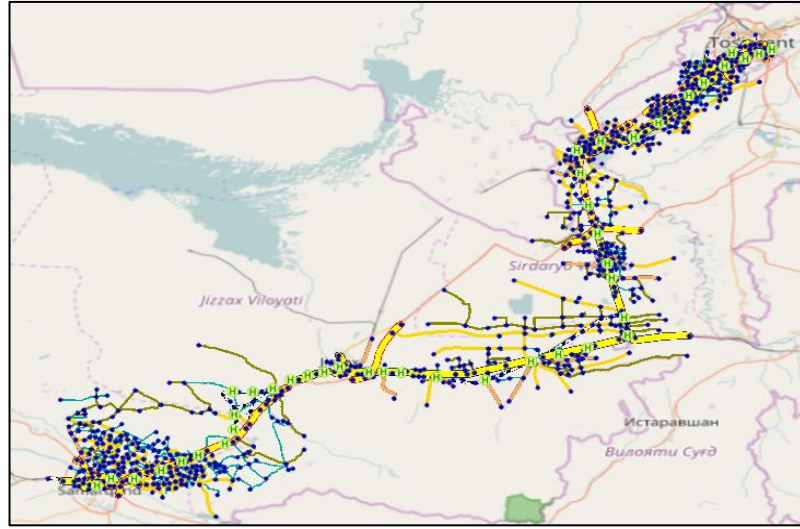 Toshkent
Sirdaryo
Jizzax Viloyati
Истаравшан
Вилояти Суғд
Samarqand